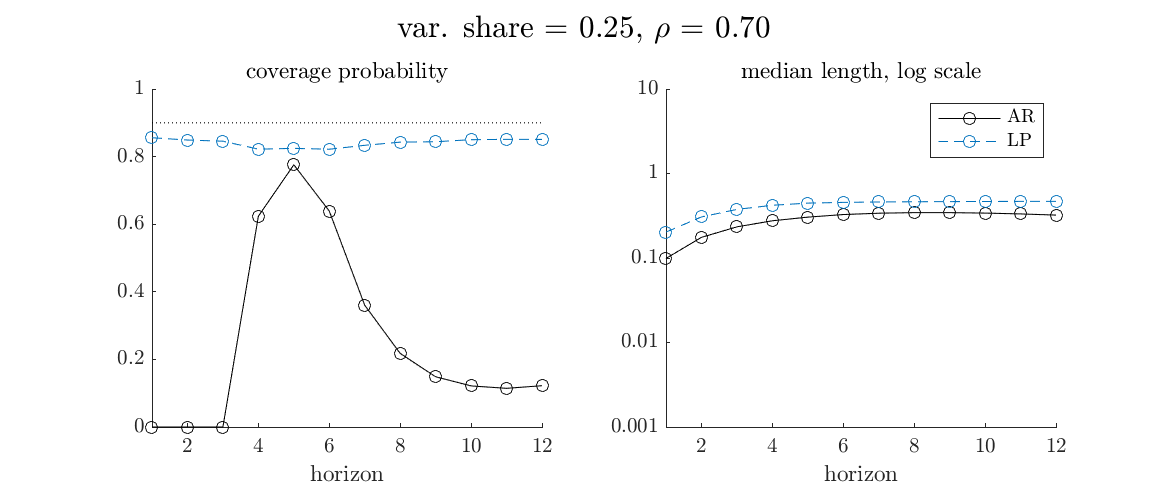 var. share = 0.25, ρ = 0.70
coverage probability
1
0.8
0.6
0.4
0.2
0
2 4 6 8 10 12
horizon
median length, log scale
10
1
0.1
0.01
0.001
2 4 6 8 10 12
horizon
AR
LP